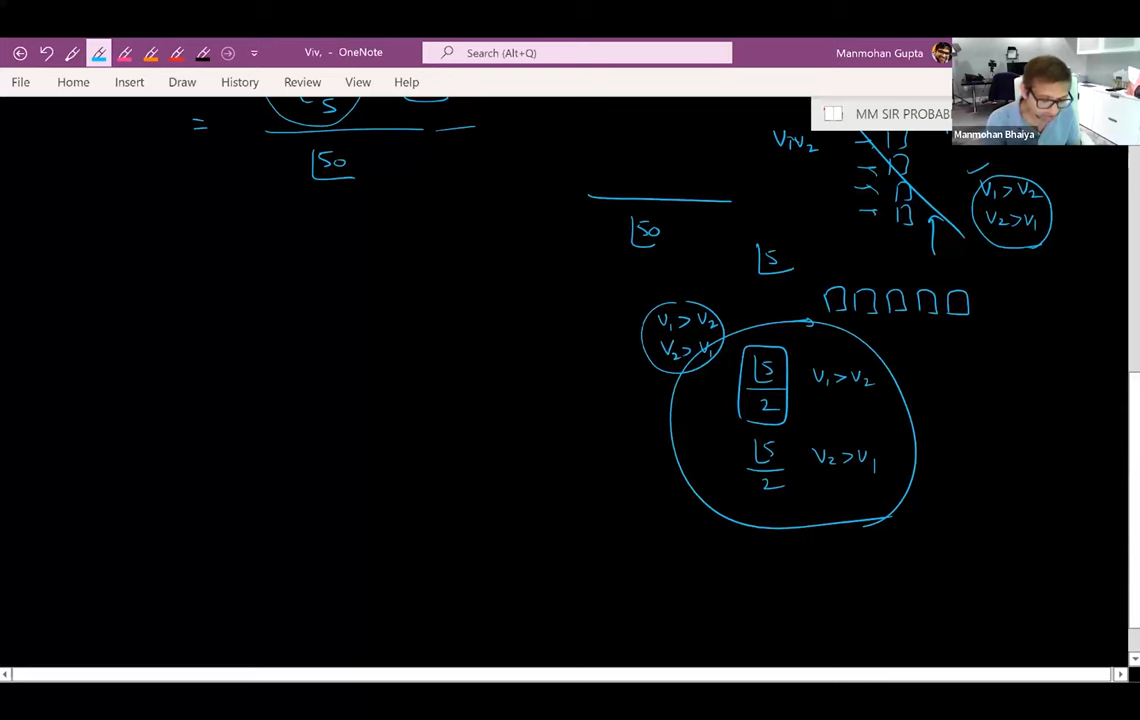 Viv. - OneNote
Search (Alt+Q)
Manmohan Gupta
File Home Insert Draw History Review View Help
MM SIR PROBAB
Manmohan Bhaiya
5
=
⌊50
V₁V₂
V₁ > V₂
V₂ > V₁
⌊50
⌊5
V₁ > V₂
V₂ > V₁
⌊5
2
V₁ > V₂
⌊5
2
V₂ > V₁